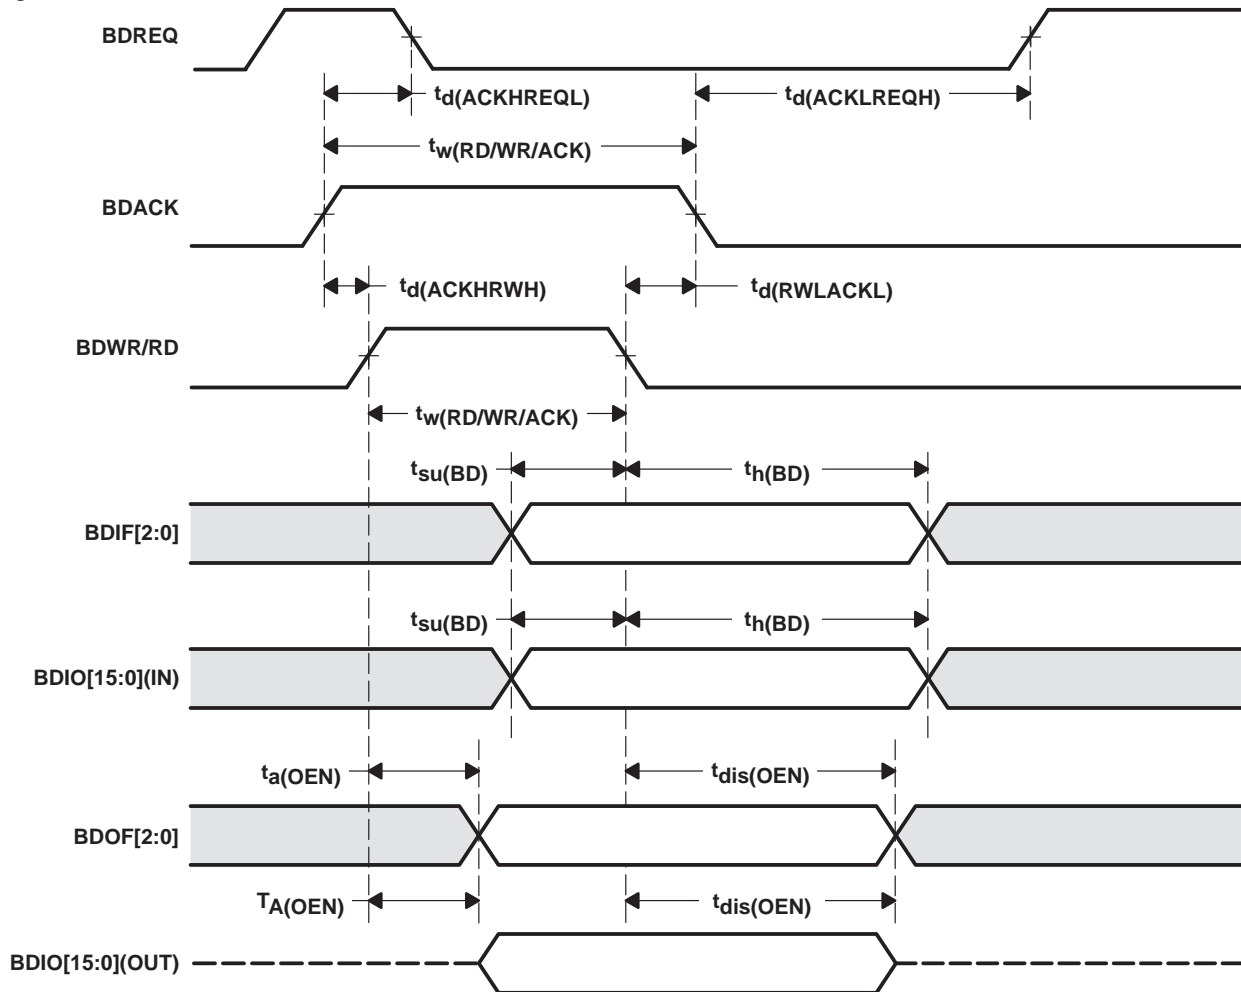 BDREQ
td(ACKHREQL) td(ACKLREQH)
tw(RD/WR/ACK)
BDACK
td(ACKHRWH) td(RWLACKL)
BDWR/RD
tw(RD/WR/ACK)
tsu(BD) th(BD)
BDIF[2:0]
tsu(BD) th(BD)
BDIO[15:0](IN)
ta(OEN) tdis(OEN)
BDOF[2:0]
TA(OEN) tdis(OEN)
BDIO[15:0](OUT)